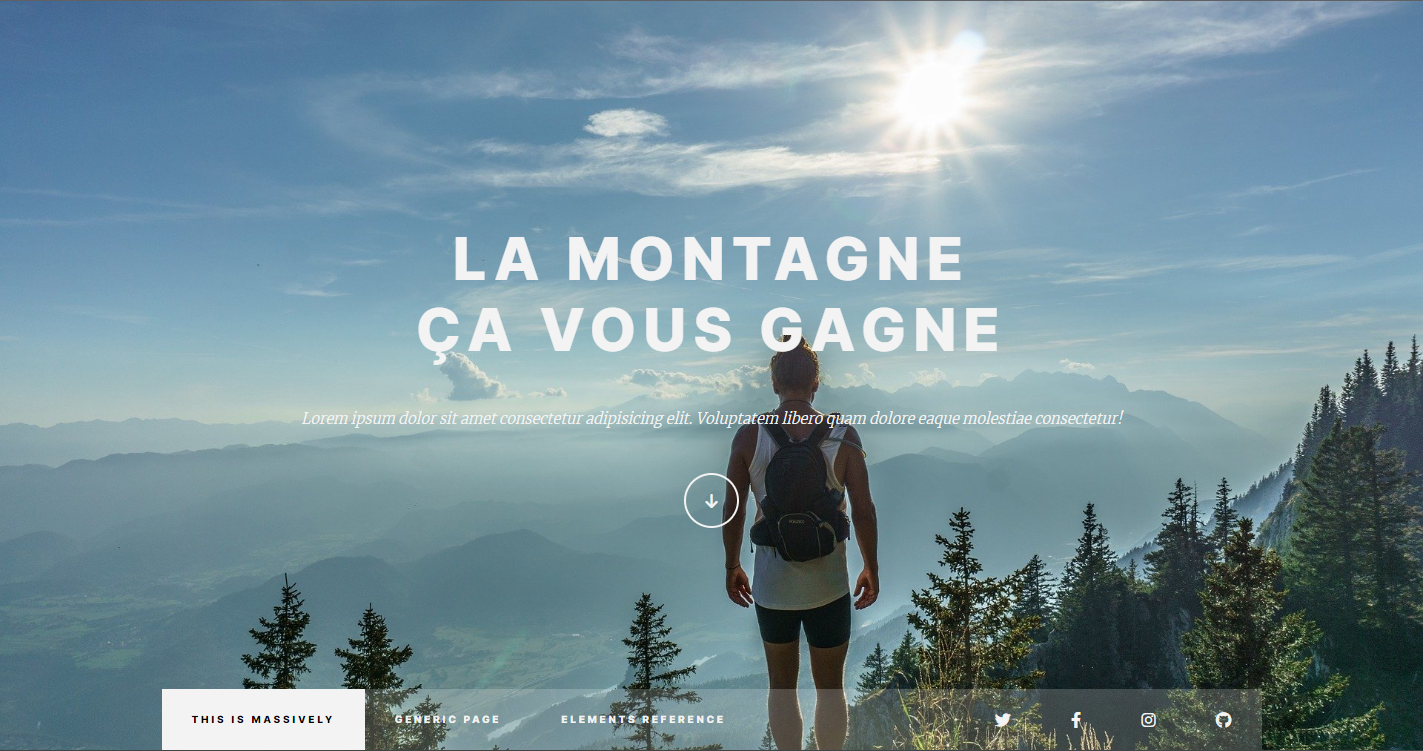 LA MONTAGNE
ÇA VOUS GAGNE
Lorem ipsum dolor sit amet consectetur adipisicing elit. Voluptatem libero quam dolore eaque molestiae consectetur!
THIS IS MASSIVELY
GENERIC PAGE
ELEMENTS REFERENCE